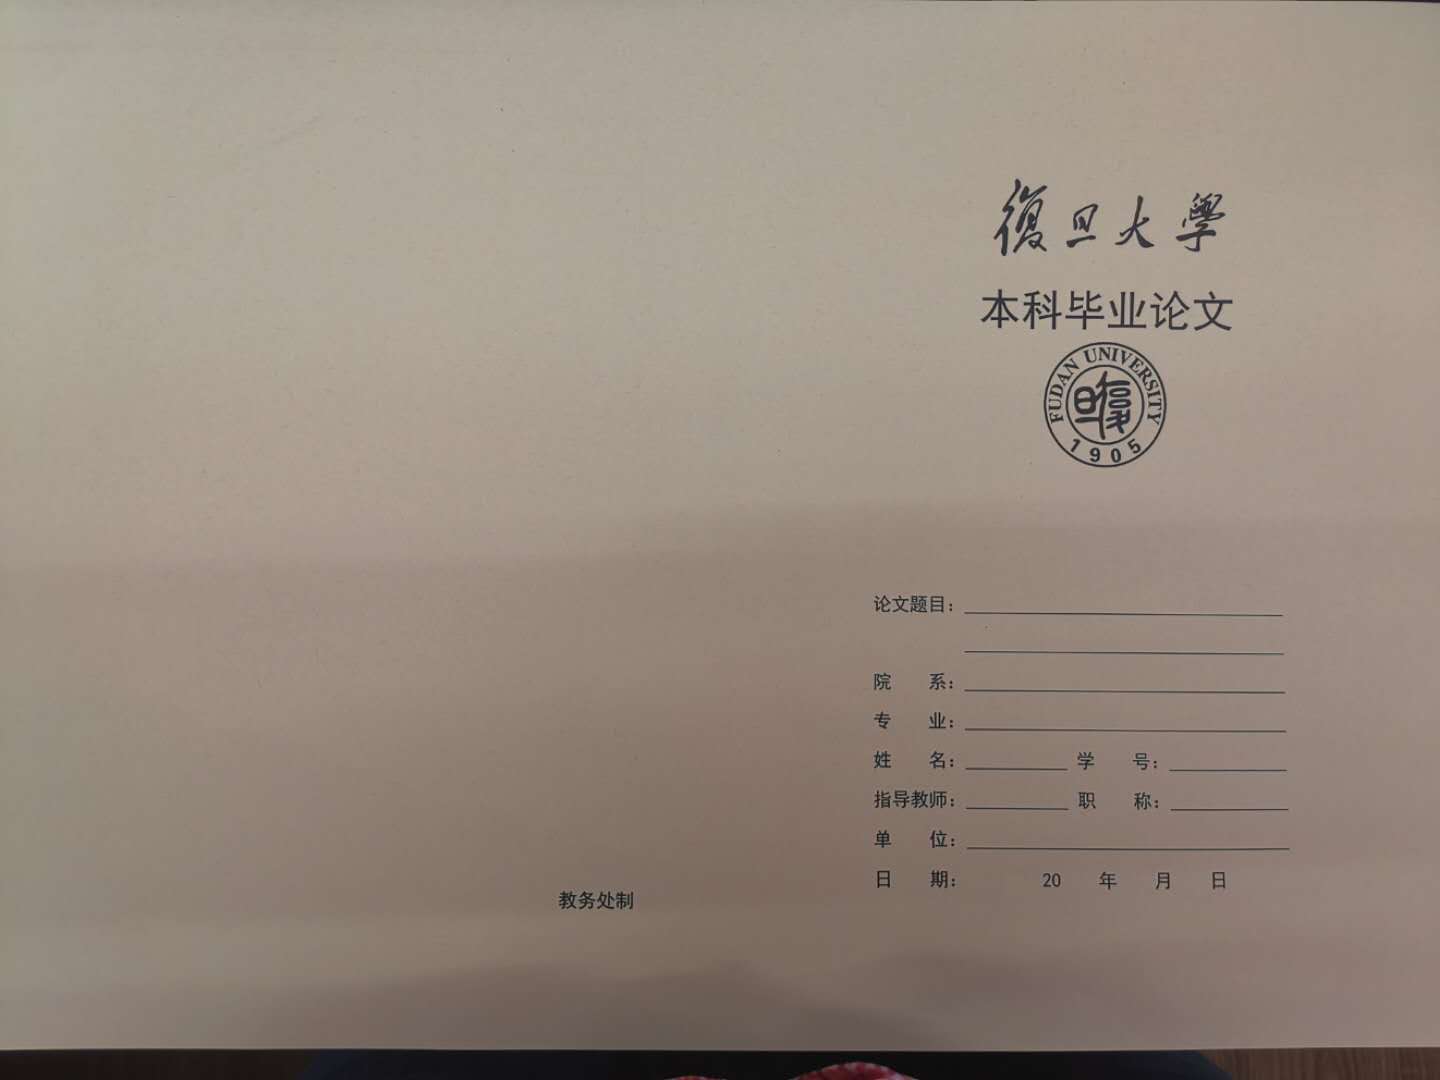 復旦大學
本科毕业论文
FUDAN UNIVERSITY
復旦
1905
论文题目：
院 系：
专 业：
姓 名： 学 号：
指导教师： 职 称：
单 位：
日 期： 20 年 月 日
教务处制